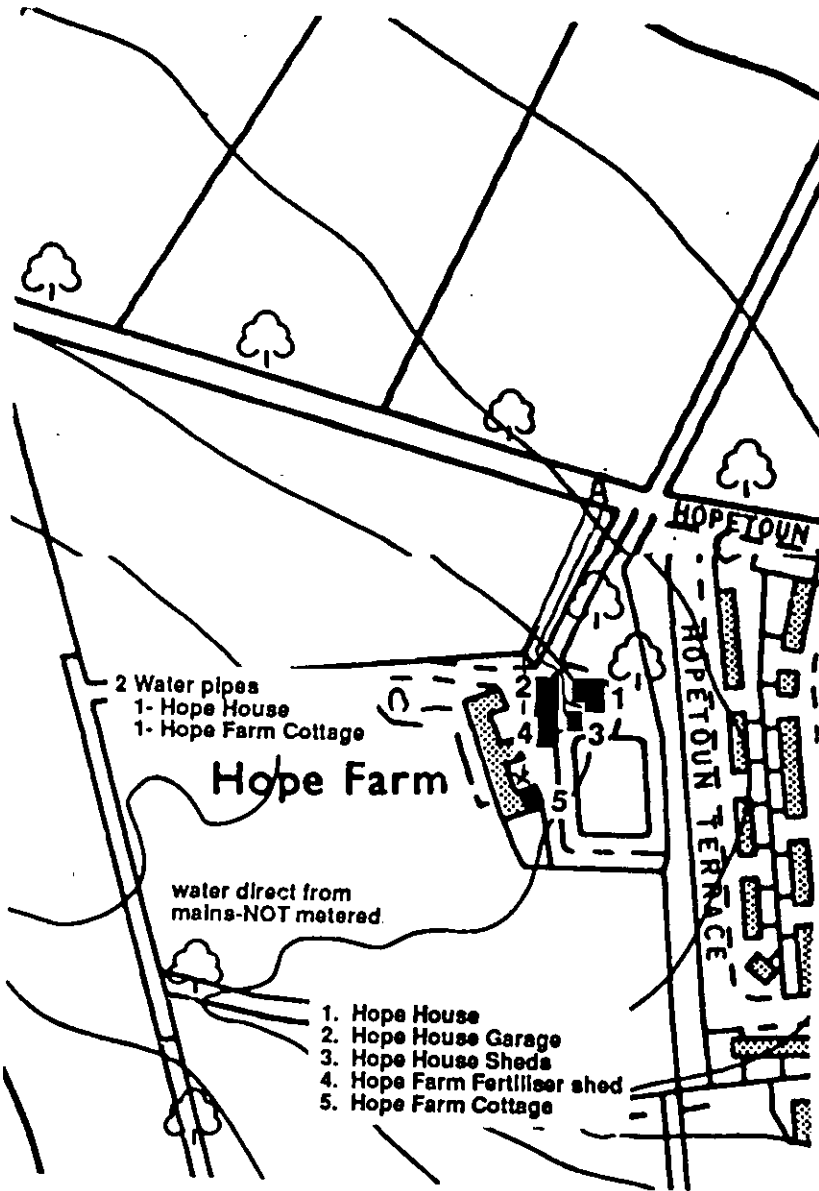 A
HOPETOUN
HOPETOUN TERRACE
2 Water pipes
1- Hope House
1- Hope Farm Cottage
2
1
4
3
5
Hope Farm
water direct from
mains-NOT metered
1. Hope House
2. Hope House Garage
3. Hope House Sheds
4. Hope Farm Fertiliser shed
5. Hope Farm Cottage